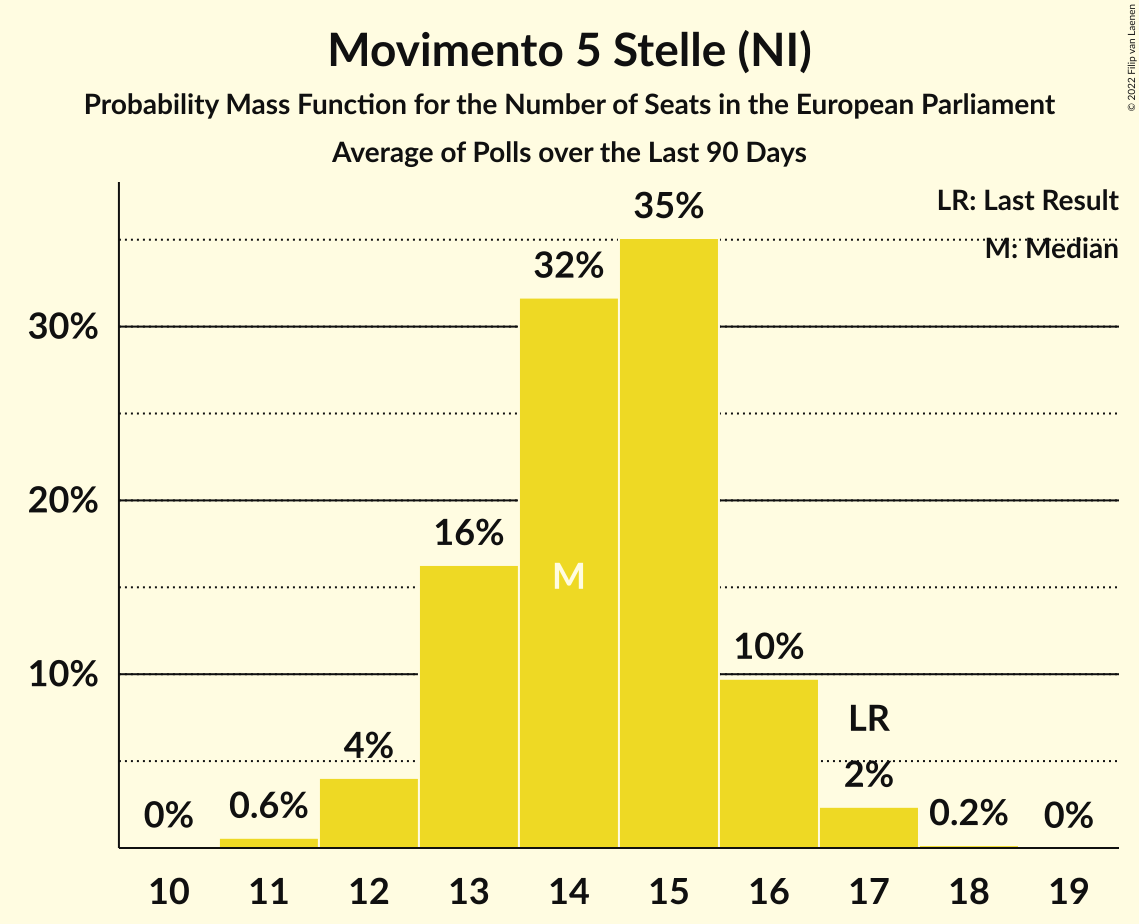 Movimento 5 Stelle (NI)
Probability Mass Function for the Number of Seats in the European Parliament
Average of Polls over the Last 90 Days
© 2022 Filip van Laenen
LR: Last Result
M: Median
35%
32%
30%
20%
16%
M
10%
10%
LR
4%
2%
0.6%
0.2%
0%
0%
10 11 12 13 14 15 16 17 18 19